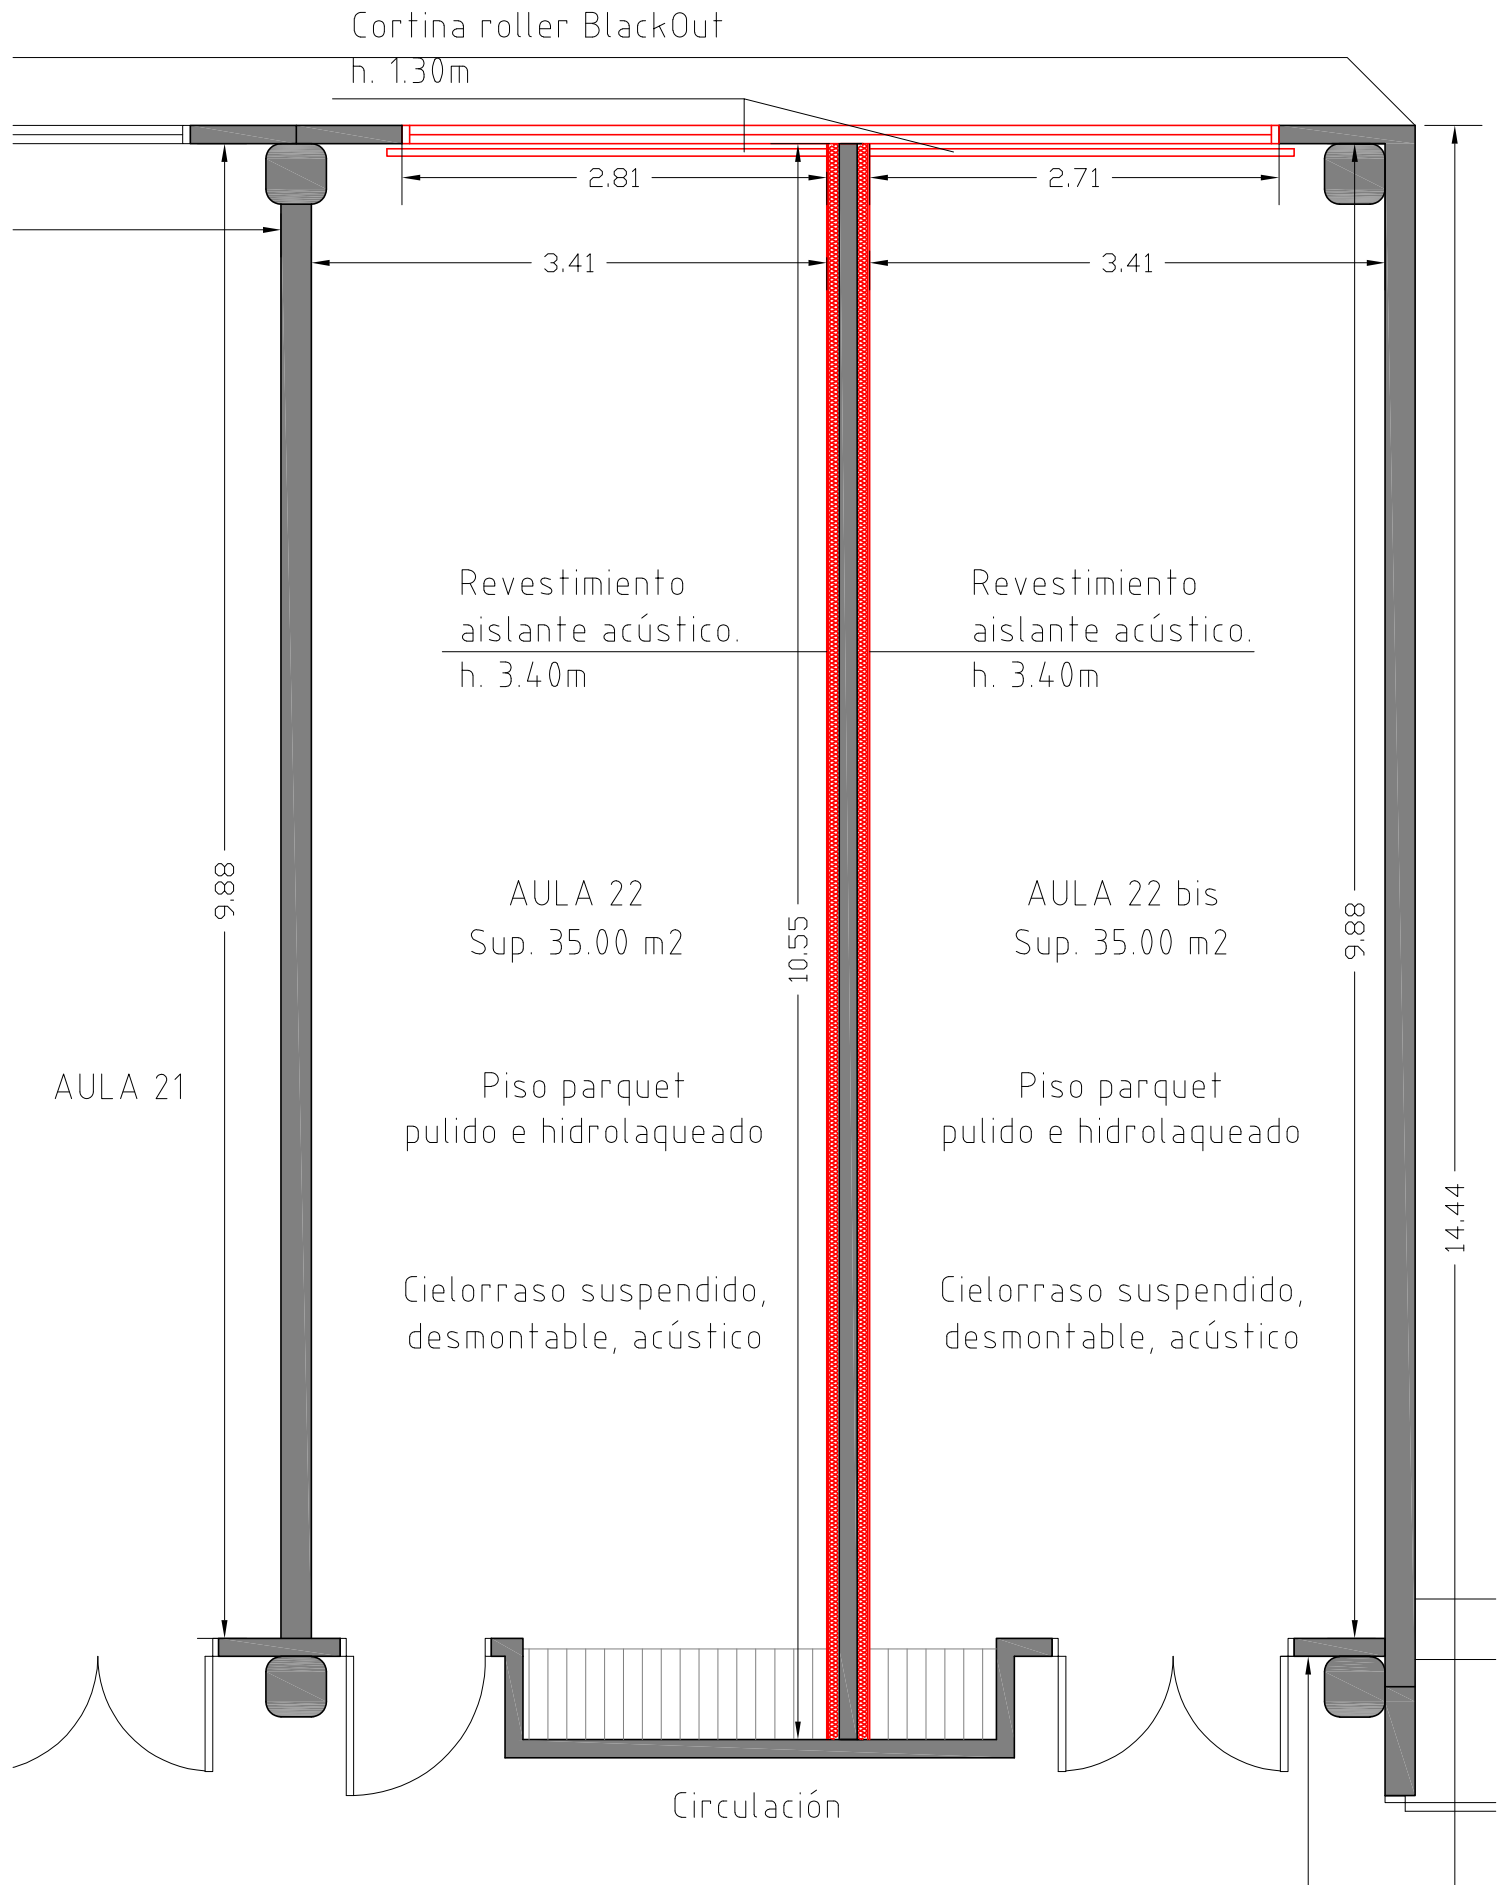 Cortina roller BlackOut
h. 1.30m
2.81
2.71
3.41
3.41
Revestimiento
aislante acústico.
h. 3.40m
Revestimiento
aislante acústico.
h. 3.40m
9.88
AULA 22
Sup. 35.00 m2
10.55
AULA 22 bis
Sup. 35.00 m2
9.88
AULA 21
Piso parquet
pulido e hidrolaqueado
Piso parquet
pulido e hidrolaqueado
14.44
Cielorraso suspendido,
desmontable, acústico
Cielorraso suspendido,
desmontable, acústico
Circulación